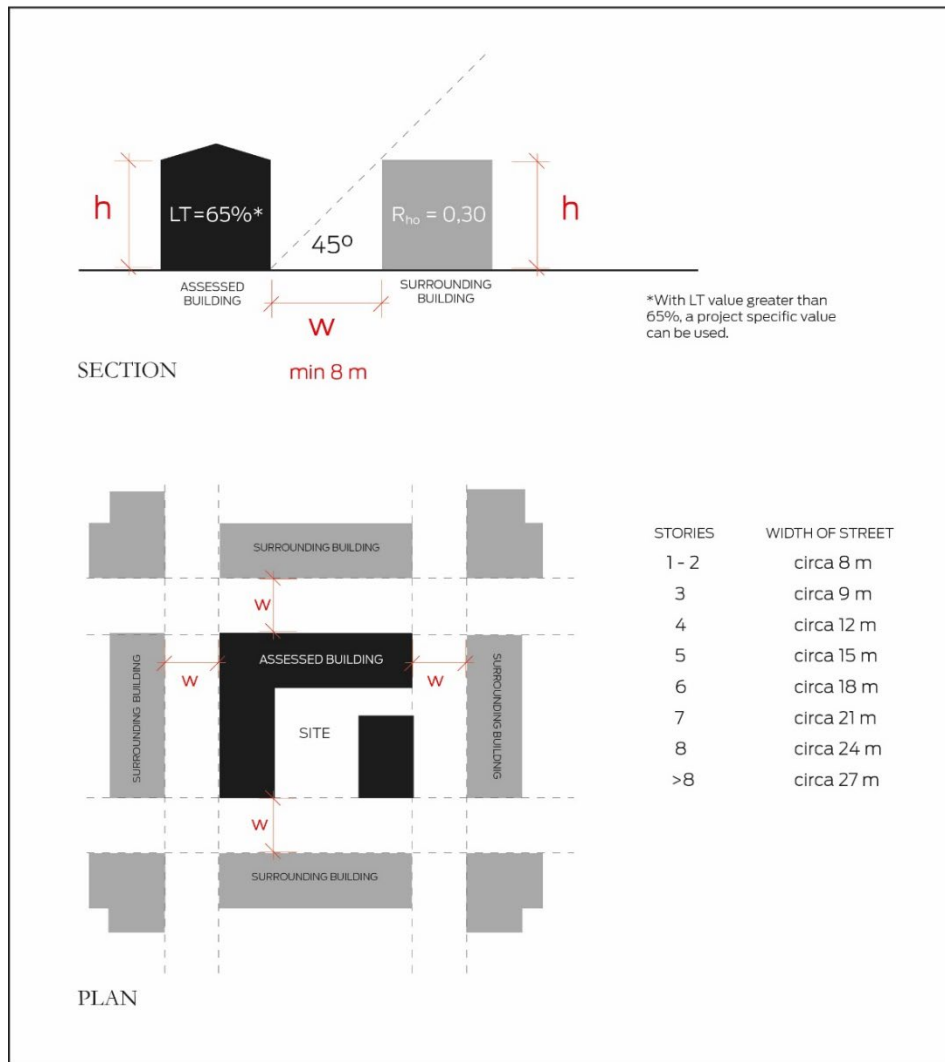 h
LT=65%*
45º
Rho = 0,30
h
ASSESSED
BUILDING
W
SURROUNDING
BUILDING
min 8 m
*With LT value greater than
65%, a project specific value
can be used.
SECTION
SURROUNDING BUILDING
w
SURROUNDING BUILDING
w
ASSESSED BUILDING
w
SURROUNDING BUILDNIG
SITE
w
SURROUNDING BUILDING
STORIES WIDTH OF STREET
1 - 2 circa 8 m
3 circa 9 m
4 circa 12 m
5 circa 15 m
6 circa 18 m
7 circa 21 m
8 circa 24 m
>8 circa 27 m
PLAN